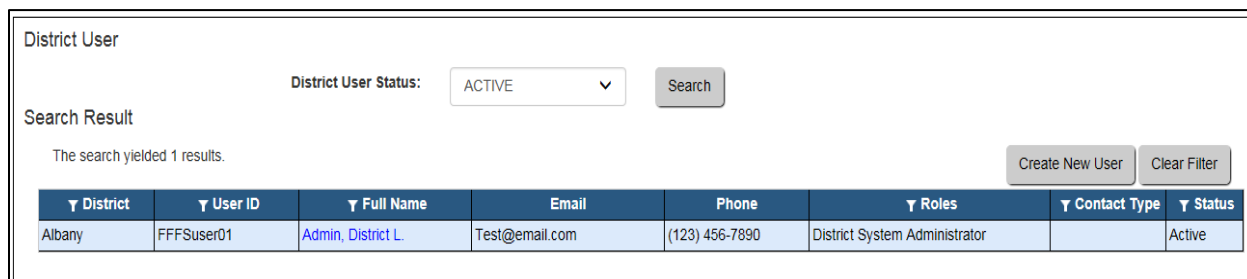 District User
District User Status: ACTIVE Search
Search Result
The search yielded 1 results.
Create New User Clear Filter
District User ID Full Name Email Phone Roles Contact Type Status
Albany FFFSuser01 Admin, District L. Test@email.com (123) 456-7890 District System Administrator Active